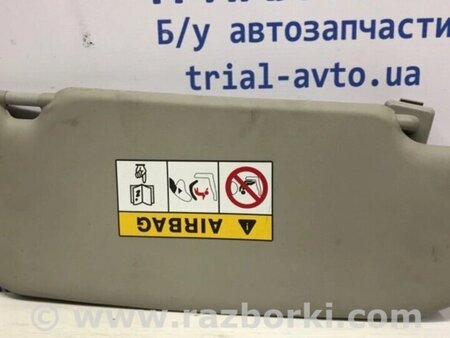 Б/у автозапчасти
trial-avto.ua
AIRBAG
www.razborki.com